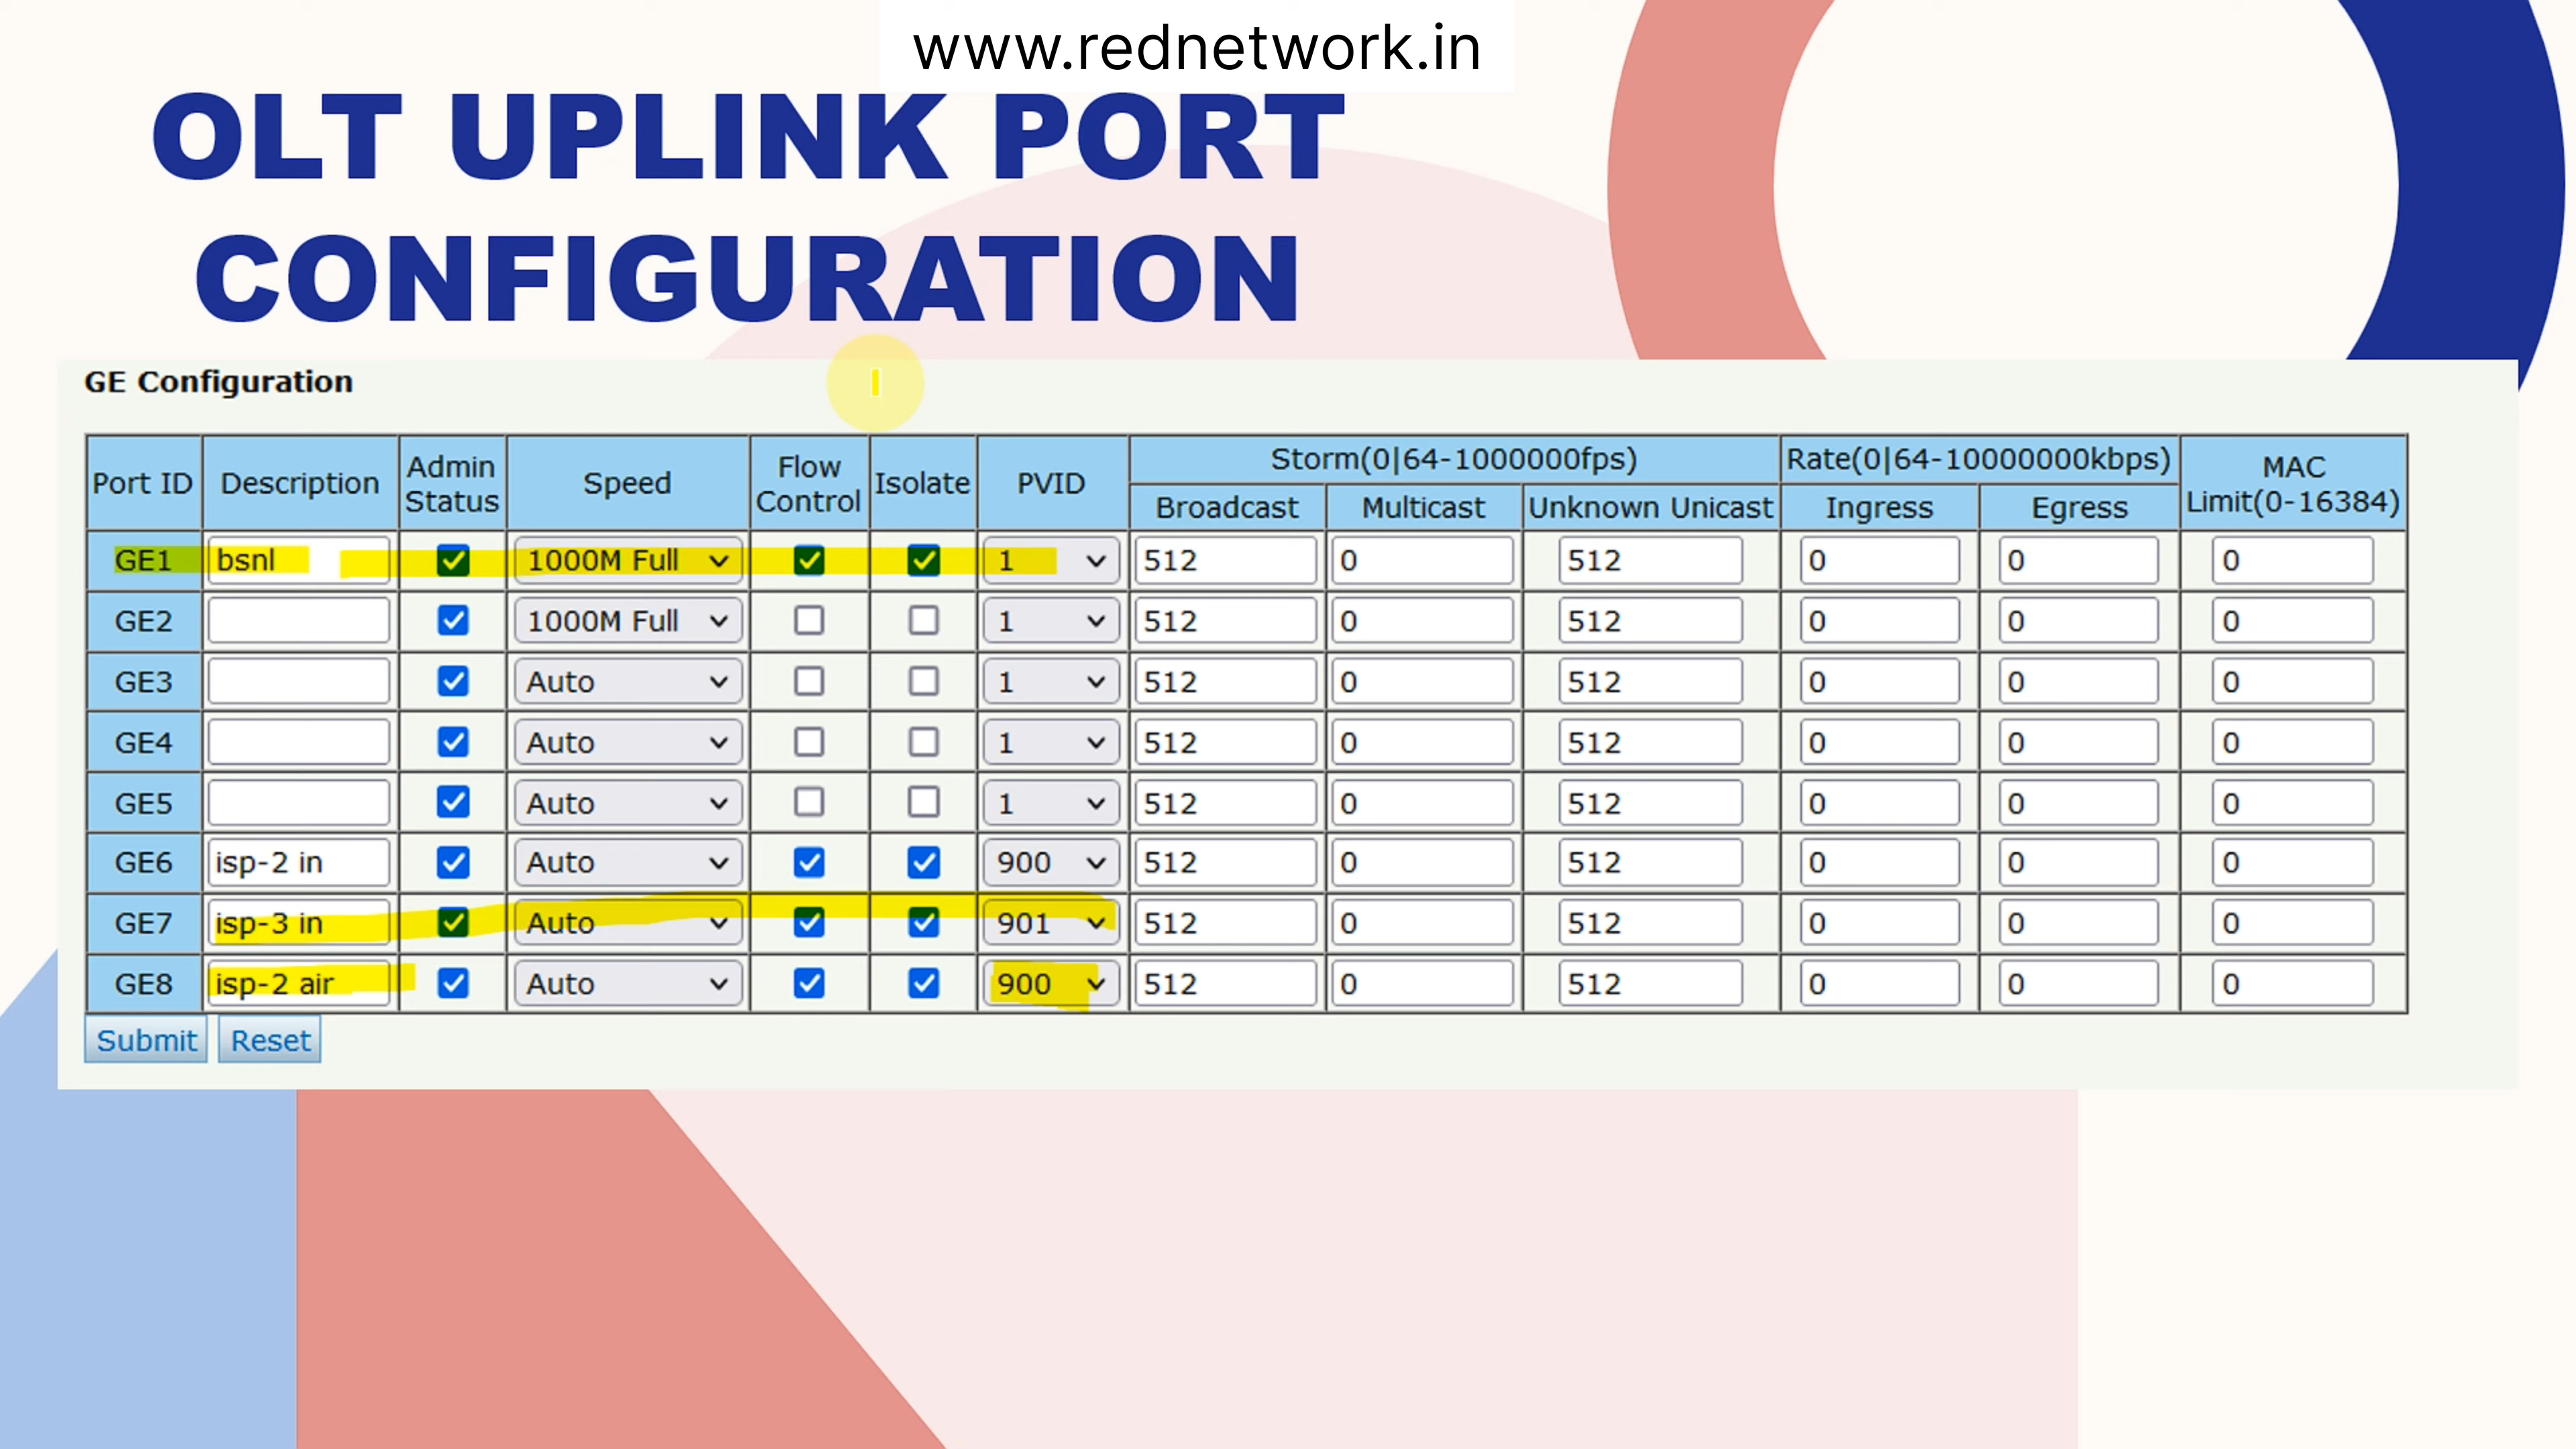 www.rednetwork.in
OLT UPLINK PORT
CONFIGURATION
GE Configuration
Port ID Description Admin Status Speed Flow Control Isolate PVID Storm(0|64-1000000fps) Rate(0|64-10000000kbps) MAC Limit(0-16384)
Broadcast Multicast Unknown Unicast Ingress Egress
GE1 bsnl 1000M Full 1 512 0 512 0 0 0
GE2 1000M Full 1 512 0 512 0 0 0
GE3 Auto 1 512 0 512 0 0 0
GE4 Auto 1 512 0 512 0 0 0
GE5 Auto 1 512 0 512 0 0 0
GE6 isp-2 in Auto 900 512 0 512 0 0 0
GE7 isp-3 in Auto 901 512 0 512 0 0 0
GE8 isp-2 air Auto 900 512 0 512 0 0 0
Submit Reset